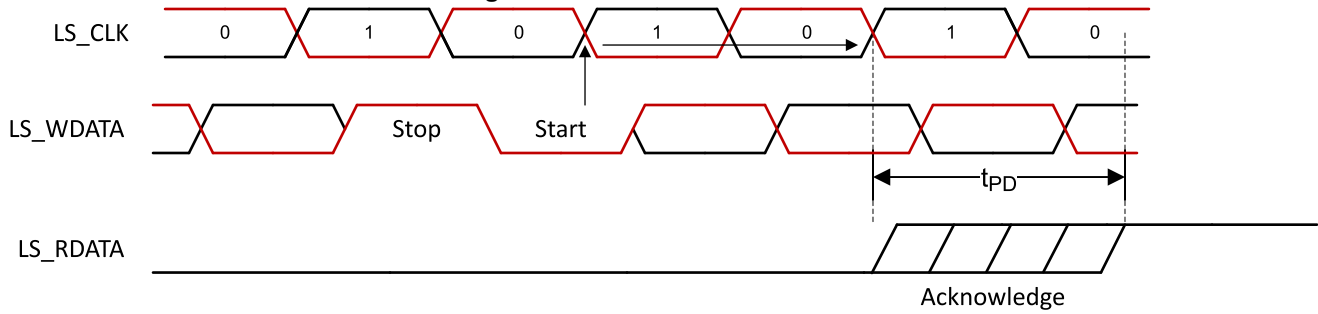 LS_CLK 0 1 0 1 0 1 0
LS_WDATA Stop Start
tPD
LS_RDATA
Acknowledge